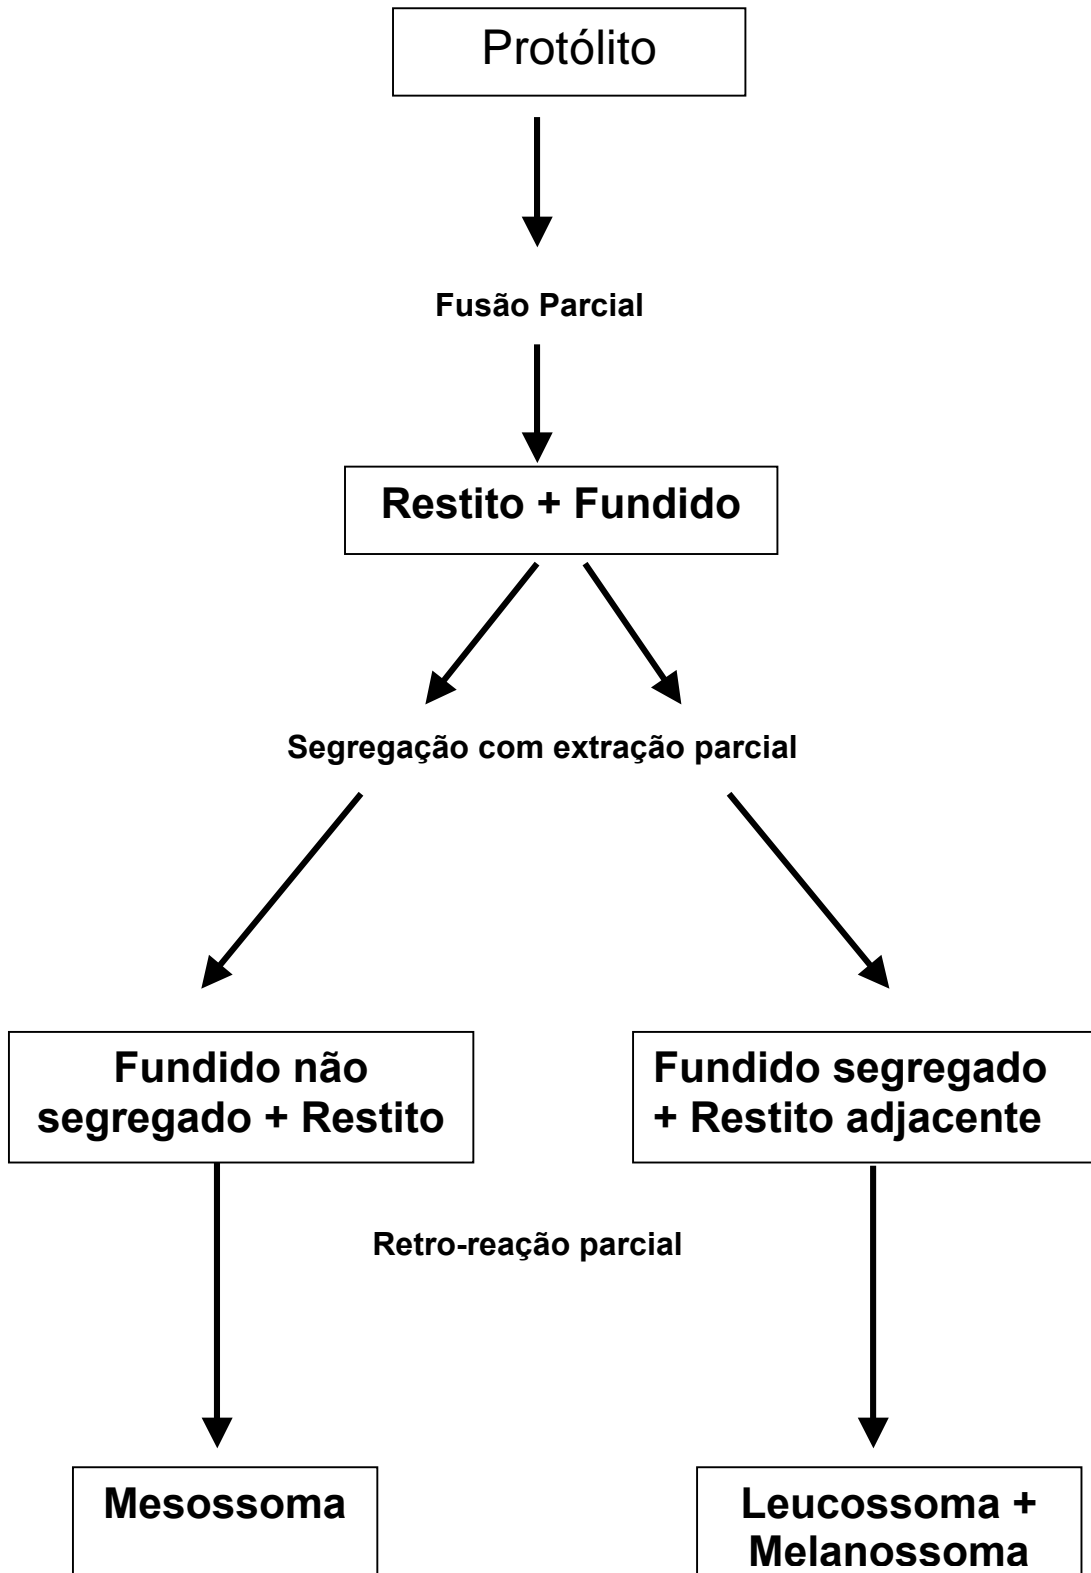 Protólito
Fusão Parcial
Restito + Fundido
Segregação com extração parcial
Fundido não
segregado + Restito
Fundido segregado
+ Restito adjacente
Retro-reação parcial
Mesossoma
Leucossoma +
Melanossoma